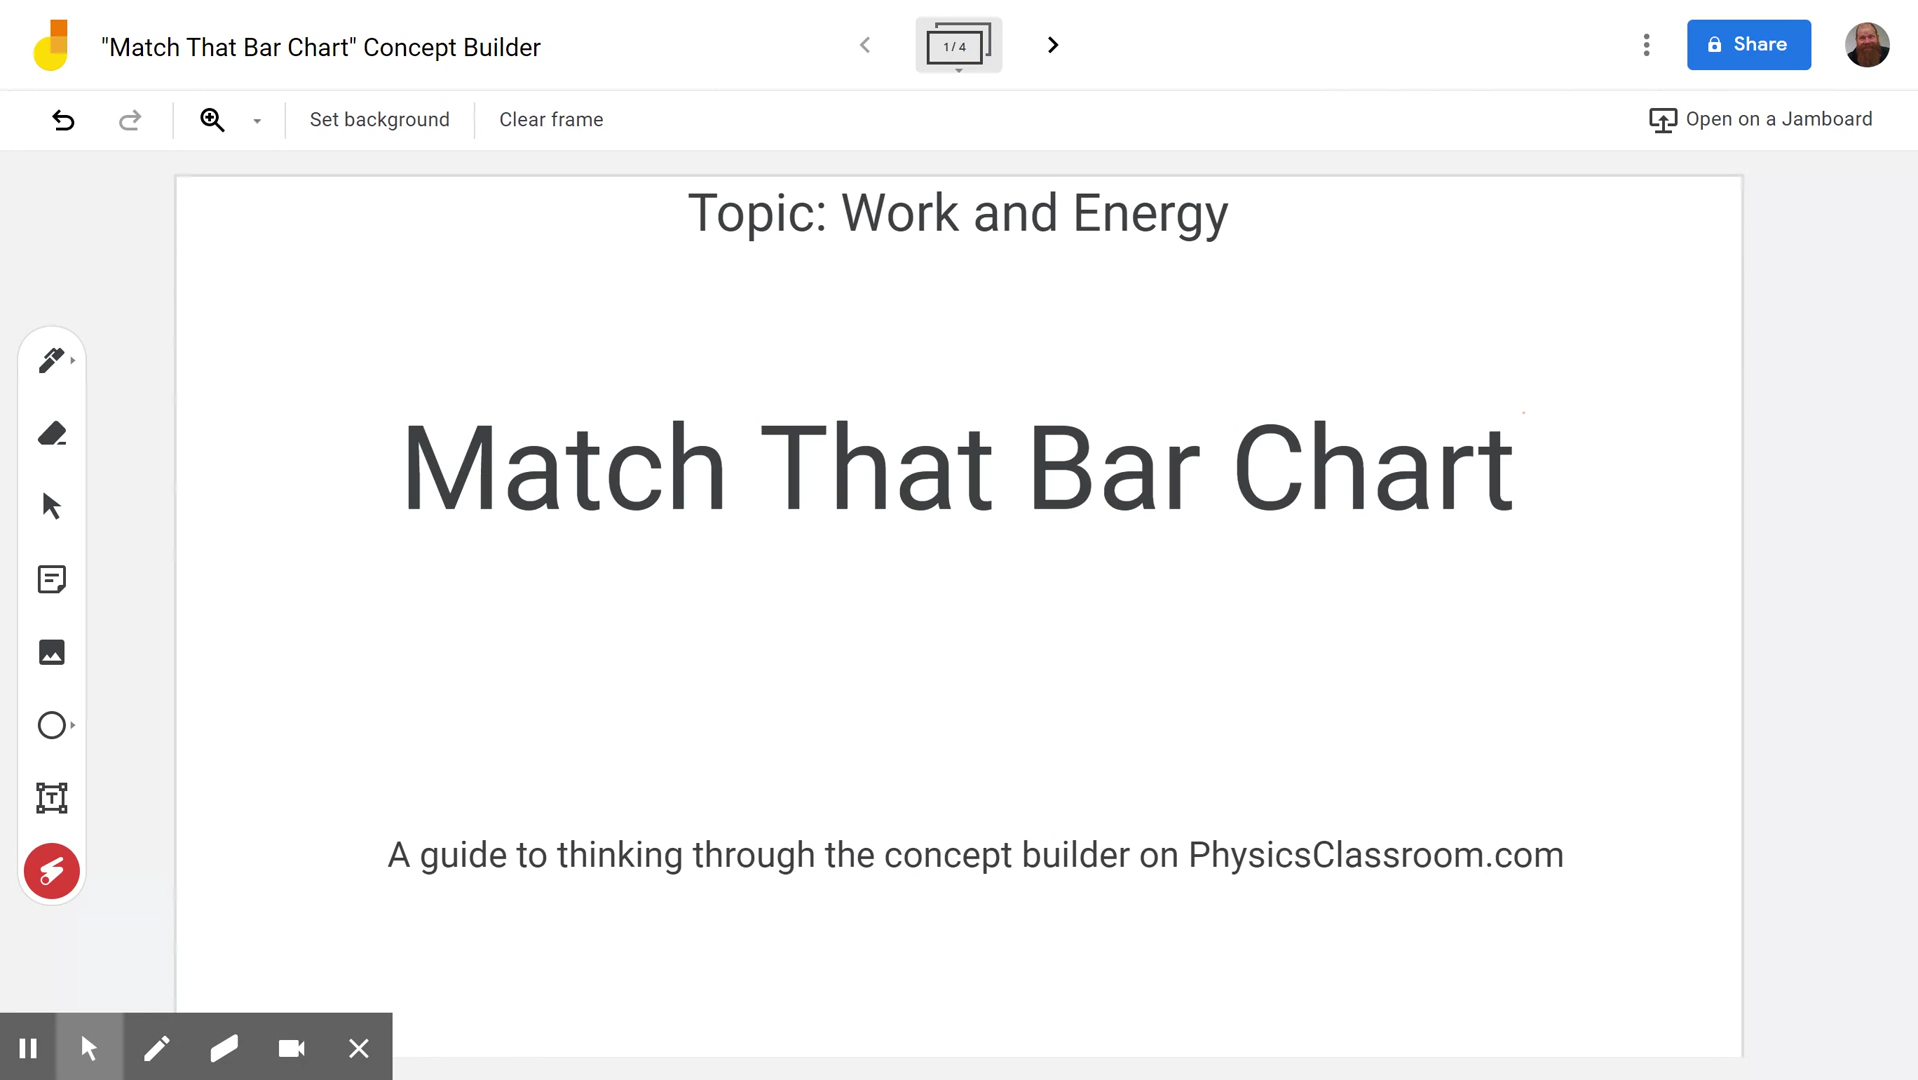 "Match That Bar Chart" Concept Builder
1 / 4
Share
Set background
Clear frame
Open on a Jamboard
Topic: Work and Energy
Match That Bar Chart
A guide to thinking through the concept builder on PhysicsClassroom.com
T